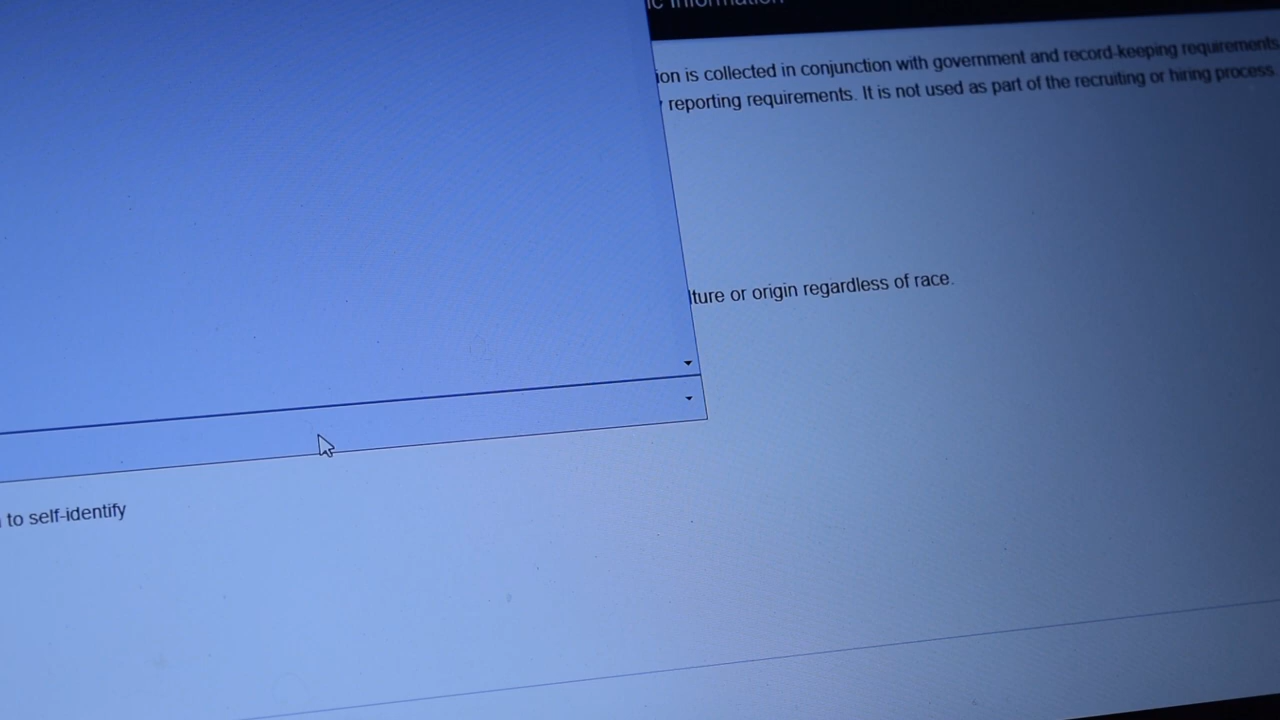 Information
ion is collected in conjunction with government and record-keeping requirements
reporting requirements. It is not used as part of the recruiting or hiring process.
lture or origin regardless of race.
to self-identify